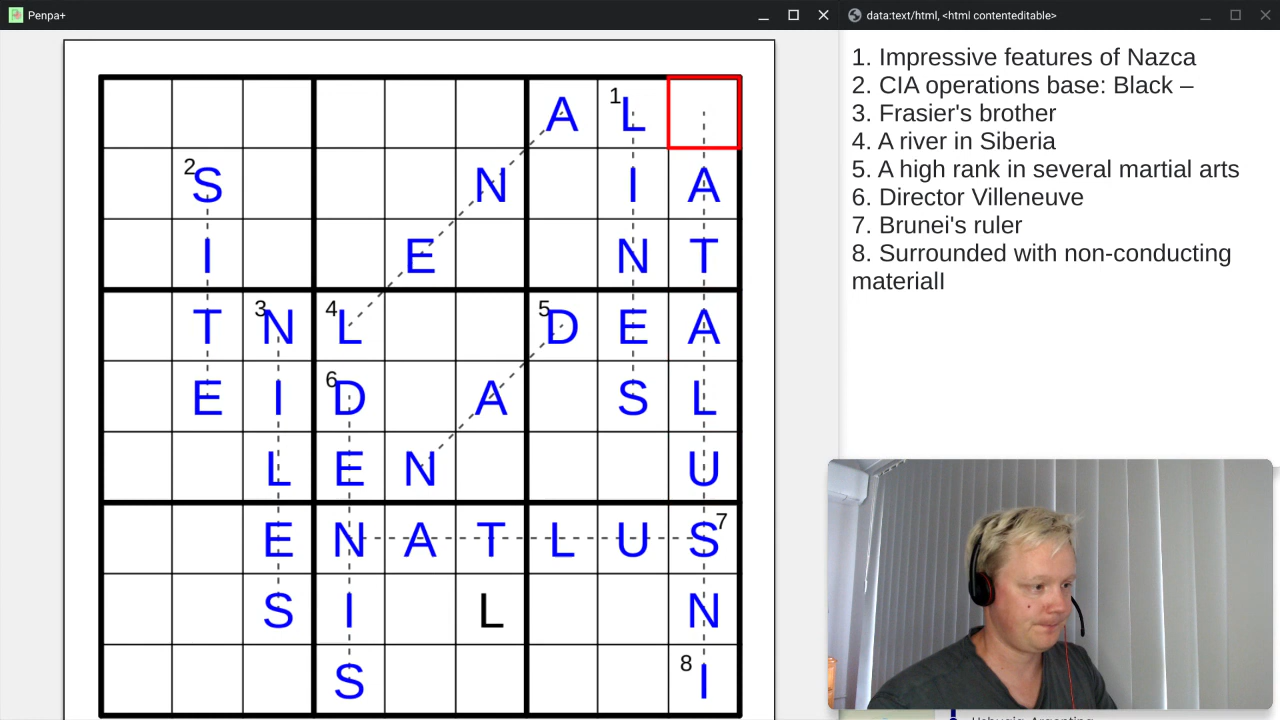 Penpa+
data:text/html, <html contenteditable>
A 1 L
2 S N I A
I E N T
T 3 N 4 L 5 D E A
E I 6 D A S L
L E N U
E N A T L U S 7
S I L N
S 8 I
1. Impressive features of Nazca
2. CIA operations base: Black –
3. Frasier's brother
4. A river in Siberia
5. A high rank in several martial arts
6. Director Villeneuve
7. Brunei's ruler
8. Surrounded with non-conducting
materiall